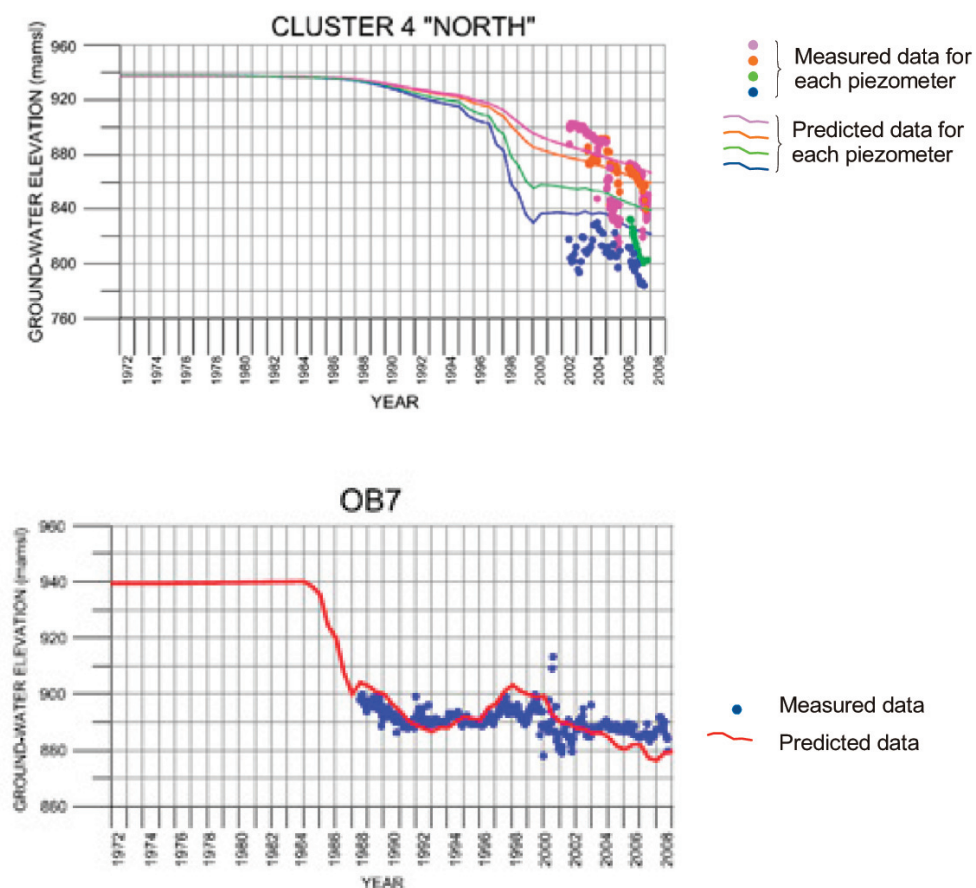 CLUSTER 4 "NORTH"
GROUND-WATER ELEVATION (mamsl)
960
920
880
840
800
760
1972 1974 1976 1978 1980 1982 1984 1986 1988 1990 1992 1994 1996 1998 2000 2002 2004 2006 2008
YEAR
Measured data for
each piezometer
Predicted data for
each piezometer
OB7
GROUND-WATER ELEVATION (mamsl)
960
940
920
900
880
860
1972 1974 1976 1978 1980 1982 1984 1986 1988 1990 1992 1994 1996 1998 2000 2002 2004 2006 2008
YEAR
Measured data
Predicted data